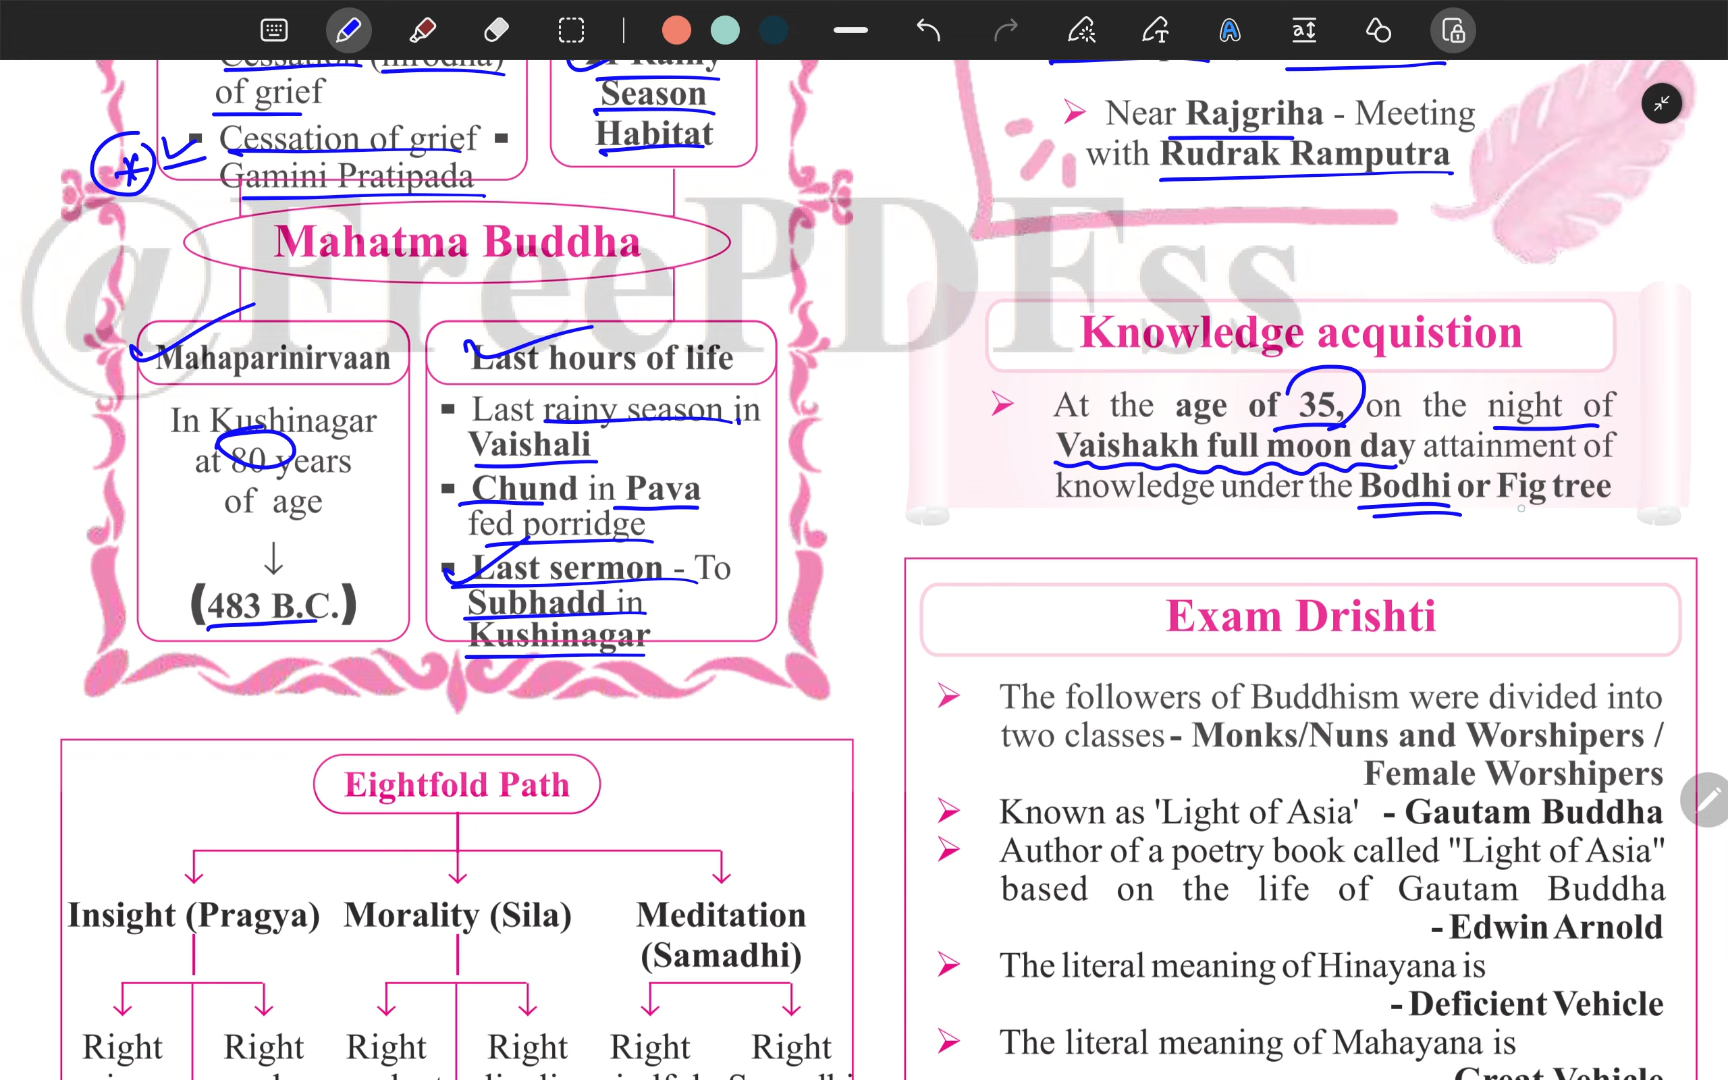 Cessation (nirodha)
of grief
▪ Cessation of grief ▪
Gamini Pratipada
21 Rainy
Season
Habitat
Mahatma Buddha
Mahaparinirvaan
In Kushinagar
at 80 years
of age
↓
(483 B.C.)
Last hours of life
▪ Last rainy season in
Vaishali
▪ Chund in Pava
fed porridge
▪ Last sermon - To
Subhadd in
Kushinagar
Eightfold Path
Insight (Pragya) Morality (Sila) Meditation
(Samadhi)
Right Right Right Right Right Right
➢ Near Rajgriha - Meeting
with Rudrak Ramputra
Knowledge acquistion
➢ At the age of 35, on the night of
Vaishakh full moon day attainment of
knowledge under the Bodhi or Fig tree
Exam Drishti
➢ The followers of Buddhism were divided into
two classes - Monks/Nuns and Worshipers /
Female Worshipers
➢ Known as 'Light of Asia' - Gautam Buddha
➢ Author of a poetry book called "Light of Asia"
based on the life of Gautam Buddha
- Edwin Arnold
➢ The literal meaning of Hinayana is
- Deficient Vehicle
➢ The literal meaning of Mahayana is
Great Vehicle
@FreePDFss